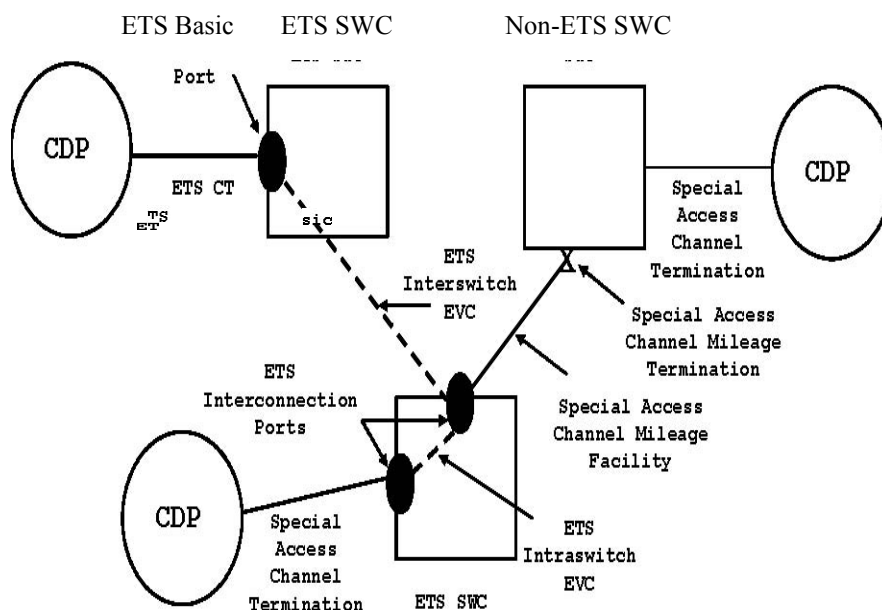 ETS Basic ETS SWC Non-ETS SWC
Port
CDP
CDP
ETS CT
ETS
sic
Special
Access
Channel
Termination
ETS
Interswitch
EVC
Special Access
Channel Mileage
Termination
ETS
Interconnection
Ports
Special Access
Channel Mileage
Facility
CDP
Special
Access
Channel
Termination
ETS
Intraswitch
EVC
ETS SWC